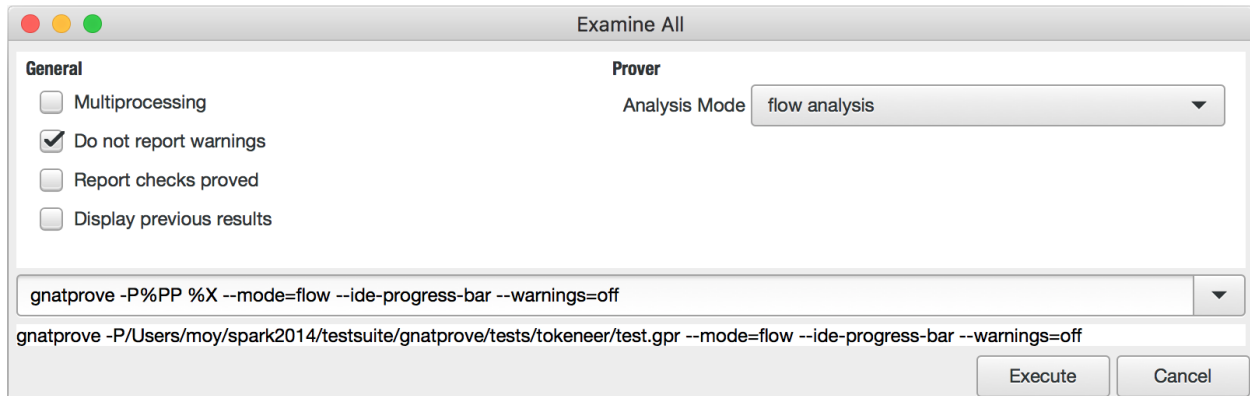 Examine All
General
Multiprocessing
Do not report warnings
Report checks proved
Display previous results
Prover
Analysis Mode flow analysis
gnatprove -P%PP %X --mode=flow --ide-progress-bar --warnings=off
gnatprove -P/Users/moy/spark2014/testsuite/gnatprove/tests/tokeneer/test.gpr --mode=flow --ide-progress-bar --warnings=off
Execute Cancel